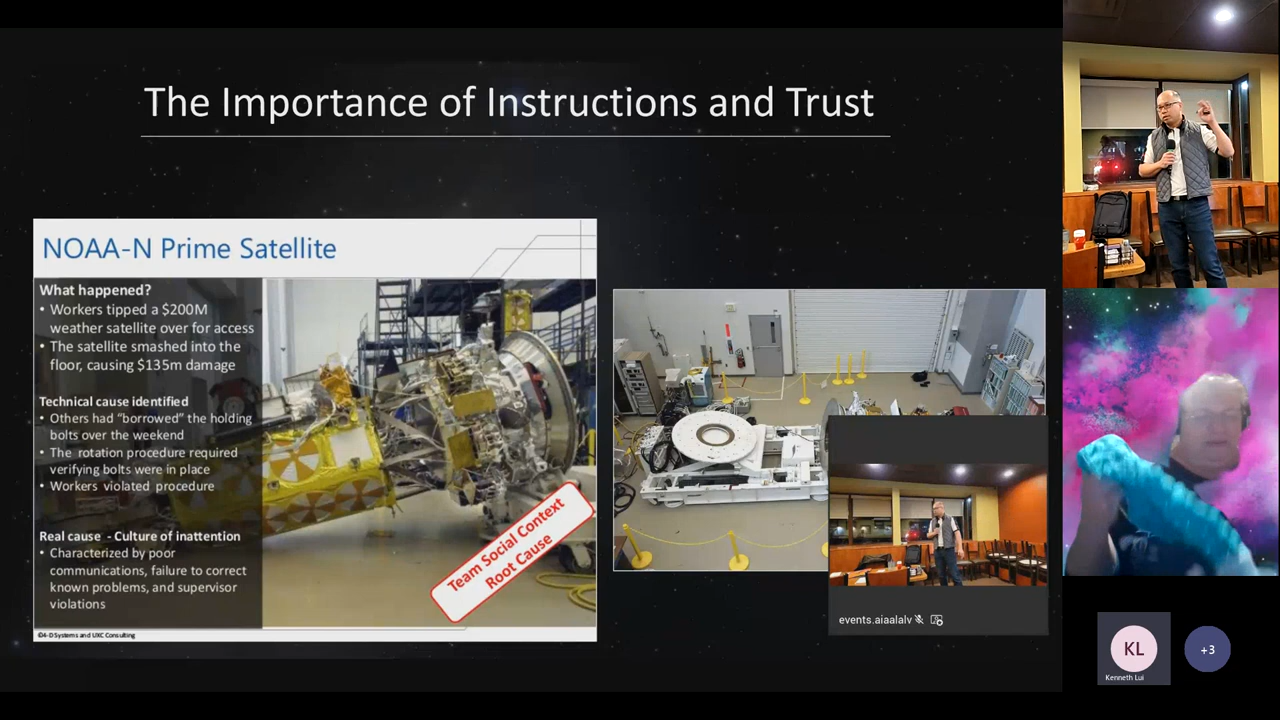 The Importance of Instructions and Trust
NOAA-N Prime Satellite
What happened?
• Workers tipped a $200M
weather satellite over for access
• The satellite smashed into the
floor, causing $135m damage
Technical cause identified
• Others had “borrowed” the holding
bolts over the weekend
• The rotation procedure required
verifying bolts were in place
• Workers violated procedure
Real cause - Culture of inattention
• Characterized by poor
communications, failure to correct
known problems, and supervisor
violations
Team Social Context
Root Cause
©4-D Systems and UXC Consulting
events.aiaalalv
KL
Kenneth Lui
+3